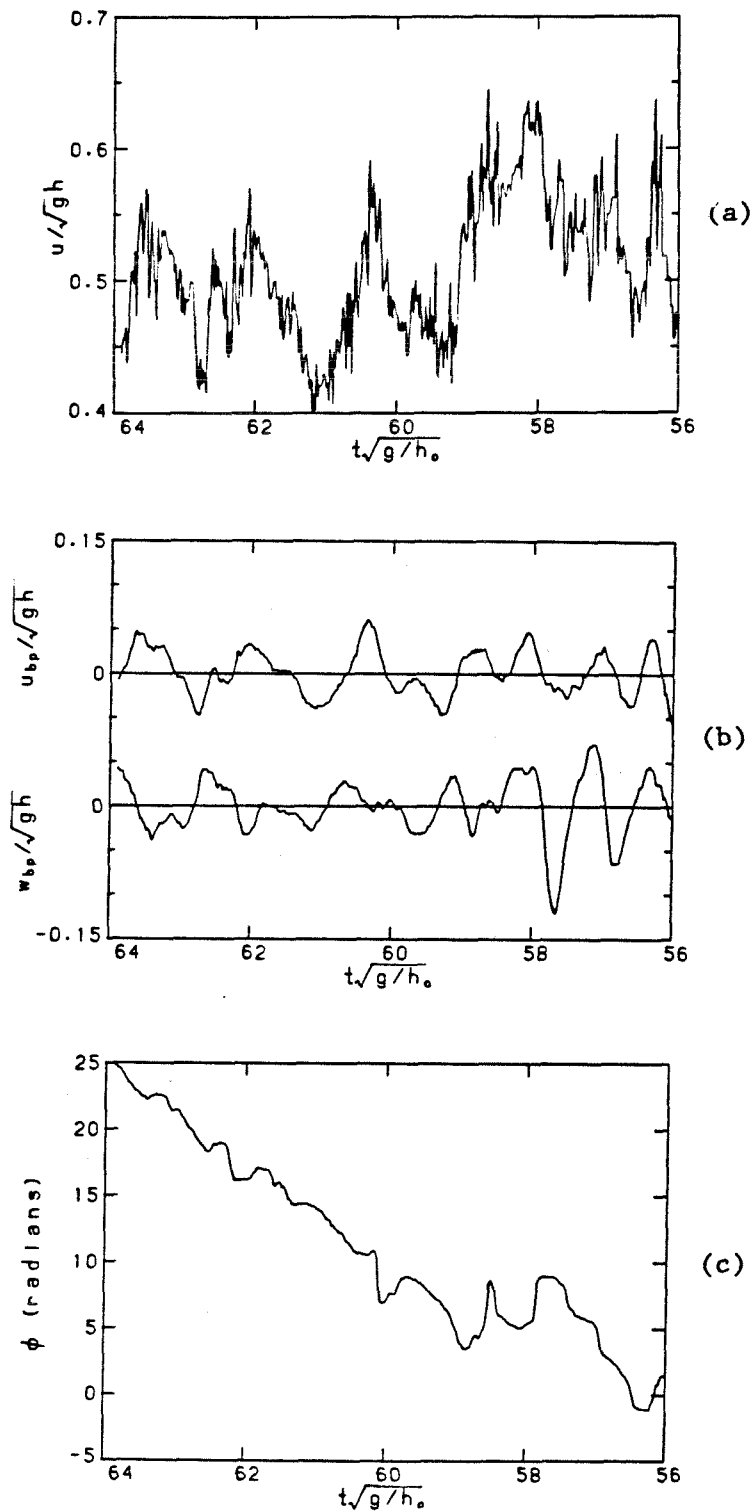 0.7
0.6
0.5
0.4
u/√gh
64 62 60 58 56
t√g/h₀
(a)
0.15
0
0
-0.15
u_bp/√gh
w_bp/√gh
64 62 60 58 56
t√g/h₀
(b)
25
20
15
10
5
0
-5
ϕ (radians)
64 62 60 58 56
t√g/h₀
(c)